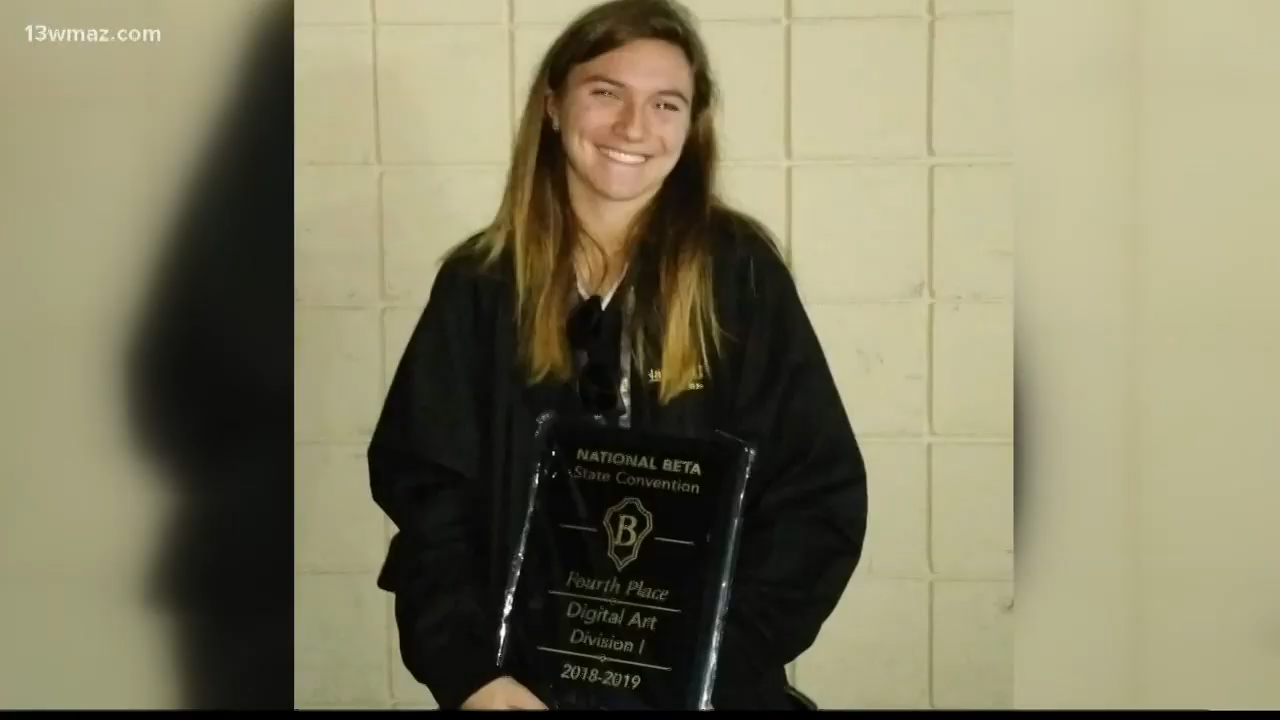 13wmaz.com
NATIONAL BETA
State Convention
B
Fourth Place
Digital Art
Division I
2018-2019